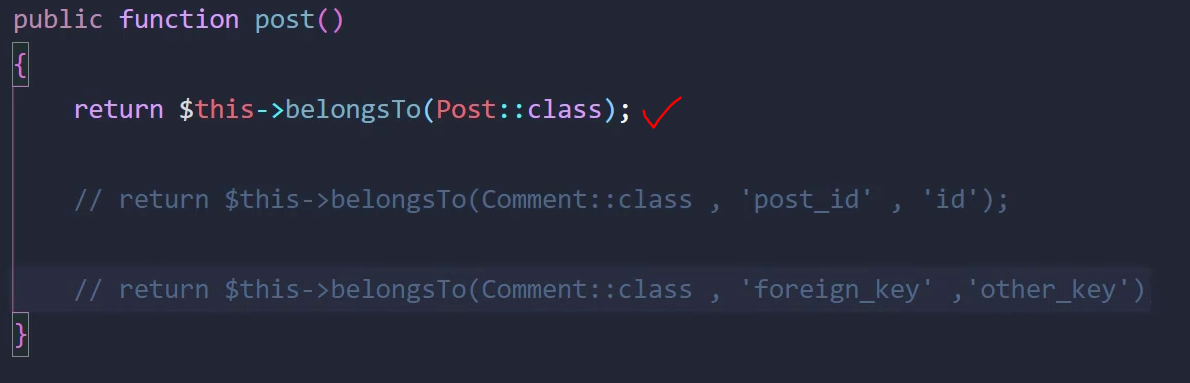 public function post()
{
return $this->belongsTo(Post::class);
// return $this->belongsTo(Comment::class , 'post_id' , 'id');
// return $this->belongsTo(Comment::class , 'foreign_key' ,'other_key')
}